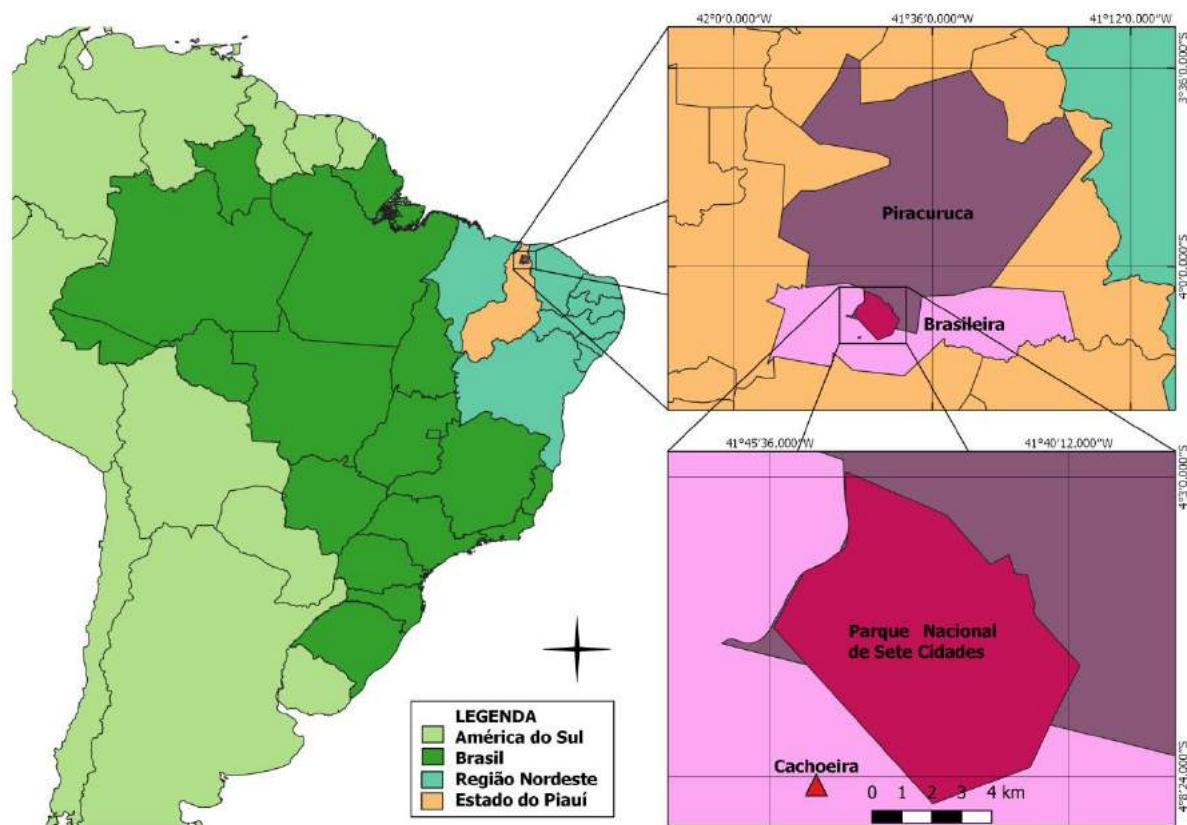 42°0'0.000"W
41°36'0.000"W
41°12'0.000"W
3°36'0.000"S
4°0'0.000"S
Piracuruca
Brasileira
41°45'36.000"W
41°40'12.000"W
4°3'0.000"S
4°8'24.000"S
Parque Nacional
de Sete Cidades
Cachoeira
0 1 2 3 4 km
LEGENDA
América do Sul
Brasil
Região Nordeste
Estado do Piauí